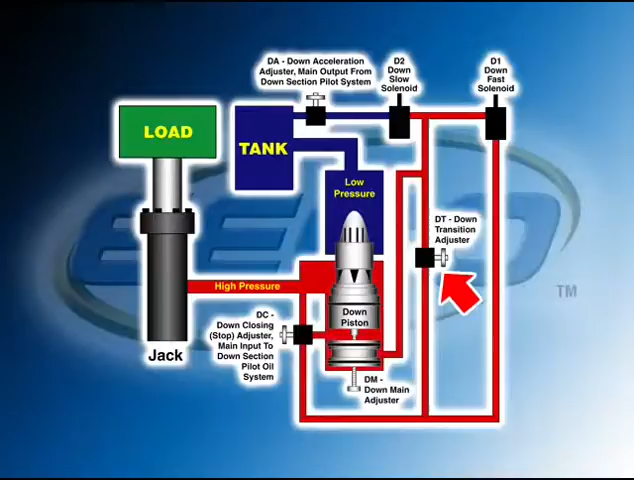 DA - Down Acceleration
Adjuster, Main Output From
Down Section Pilot System
D2
Down
Slow
Solenoid
D1
Down
Fast
Solenoid
LOAD
TANK
Low
Pressure
DT - Down
Transition
Adjuster
High Pressure
TM
DC -
Down Closing
(Stop) Adjuster,
Main Input To
Down Section
Pilot Oil
System
Down
Piston
Jack
DM -
Down Main
Adjuster